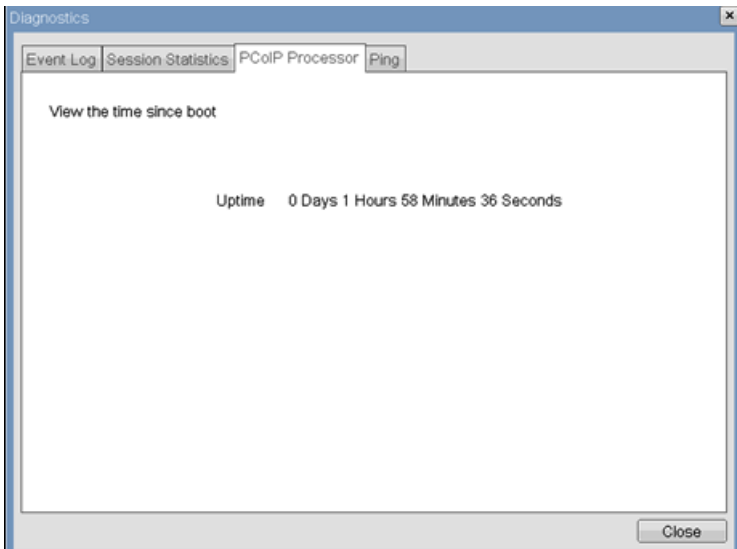 Diagnostics
Event Log Session Statistics PCoIP Processor Ping
View the time since boot
Uptime 0 Days 1 Hours 58 Minutes 36 Seconds
Close